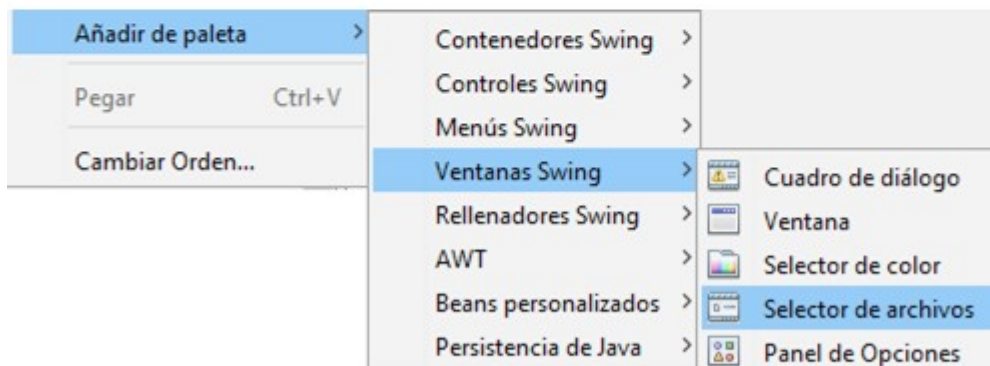 Añadir de paleta
Pegar Ctrl+V
Cambiar Orden...
Contenedores Swing
Controles Swing
Menús Swing
Ventanas Swing
Rellenadores Swing
AWT
Beans personalizados
Persistencia de Java
Cuadro de diálogo
Ventana
Selector de color
Selector de archivos
Panel de Opciones